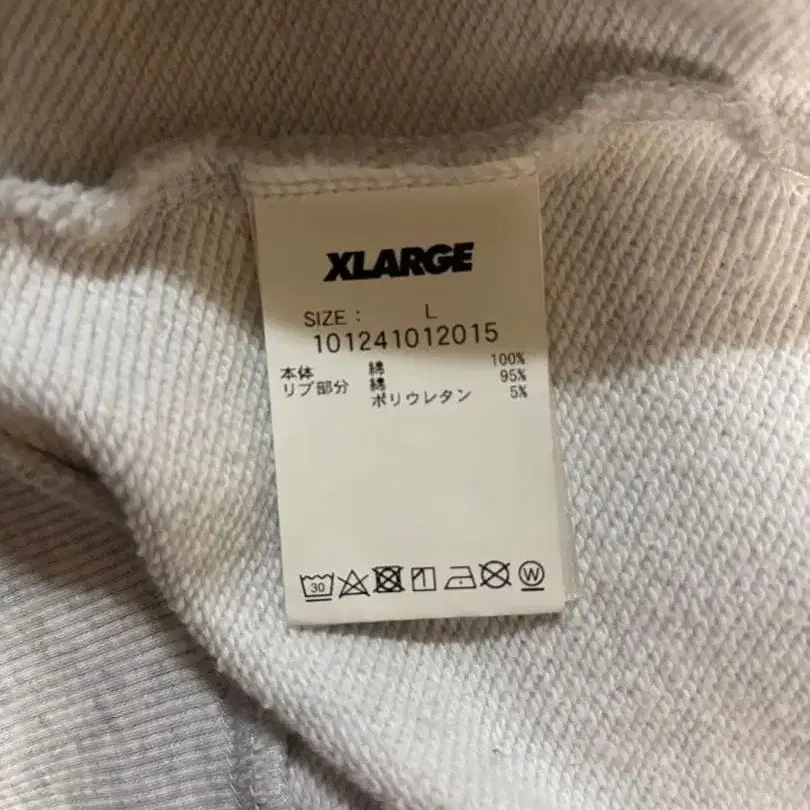 XLARGE
SIZE : L
101241012015
本体 綿 100%
リブ部分 綿 95%
ポリウレタン 5%
30 W